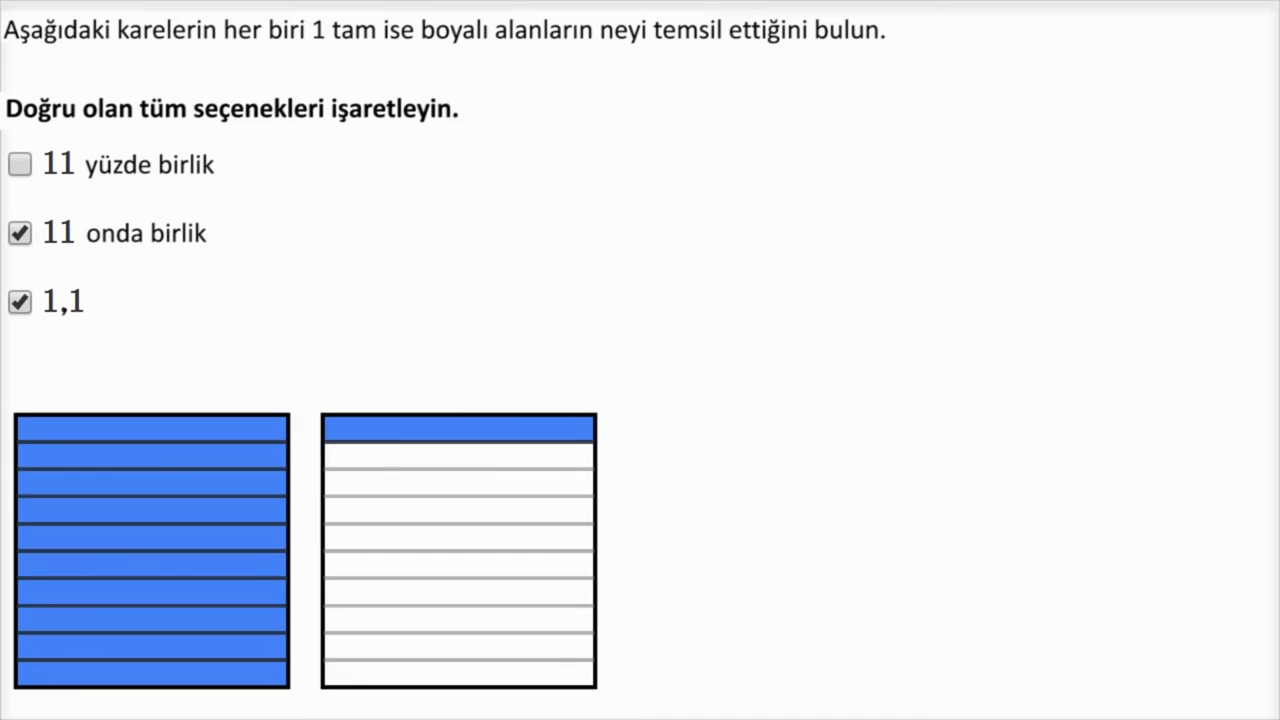 Aşağıdaki karelerin her biri 1 tam ise boyalı alanların neyi temsil ettiğini bulun.
Doğru olan tüm seçenekleri işaretleyin.
11 yüzde birlik
11 onda birlik
1,1